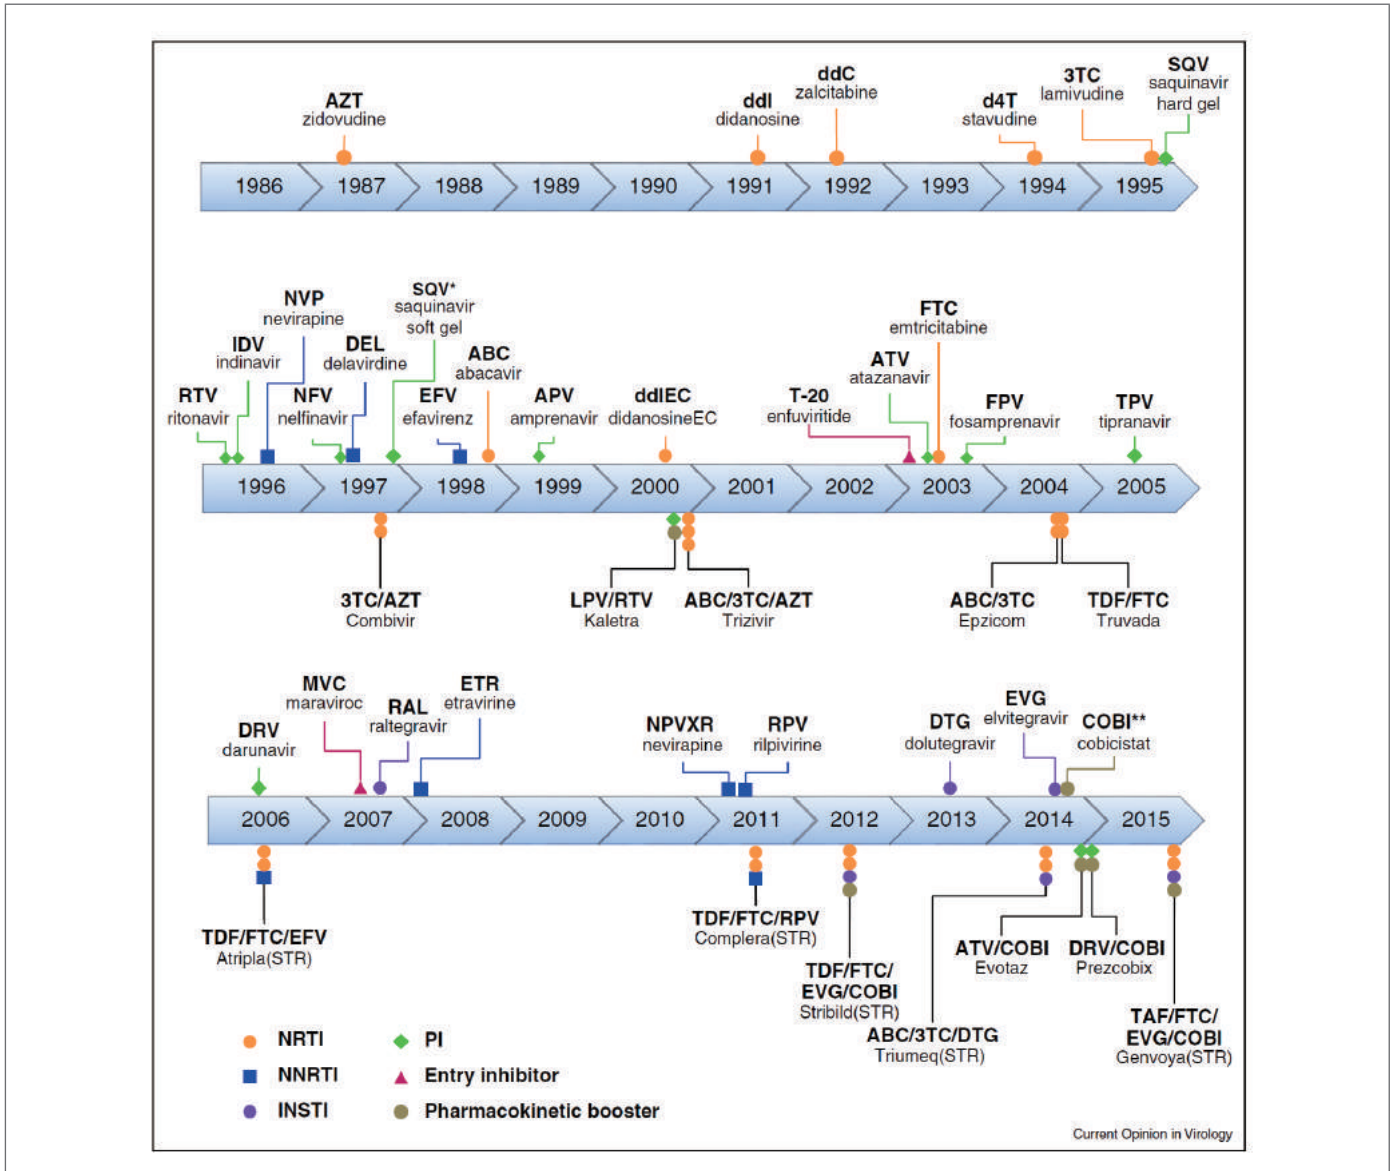 AZT
zidovudine
ddI
didanosine
ddC
zalcitabine
d4T
stavudine
3TC
lamivudine
SQV
saquinavir
hard gel
1986 1987 1988 1989 1990 1991 1992 1993 1994 1995
RTV
ritonavir
IDV
indinavir
NVP
nevirapine
NFV
nelfinavir
DEL
delavirdine
SQV*
saquinavir
soft gel
EFV
efavirenz
ABC
abacavir
APV
amprenavir
ddIEC
didanosineEC
T-20
enfuviritide
ATV
atazanavir
FTC
emtricitabine
FPV
fosamprenavir
TPV
tipranavir
1996 1997 1998 1999 2000 2001 2002 2003 2004 2005
3TC/AZT
Combivir
LPV/RTV
Kaletra
ABC/3TC/AZT
Trizivir
ABC/3TC
Epzicom
TDF/FTC
Truvada
DRV
darunavir
MVC
maraviroc
RAL
raltegravir
ETR
etravirine
NPVXR
nevirapine
RPV
rilpivirine
DTG
dolutegravir
EVG
elvitegravir
COBI**
cobicistat
2006 2007 2008 2009 2010 2011 2012 2013 2014 2015
TDF/FTC/EFV
Atripla(STR)
TDF/FTC/RPV
Complera(STR)
TDF/FTC/
EVG/COBI
Stribild(STR)
ABC/3TC/DTG
Triumeq(STR)
ATV/COBI
Evotaz
DRV/COBI
Prezcobix
TAF/FTC/
EVG/COBI
Genvoya(STR)
NRTI
NNRTI
INSTI
PI
Entry inhibitor
Pharmacokinetic booster
Current Opinion in Virology